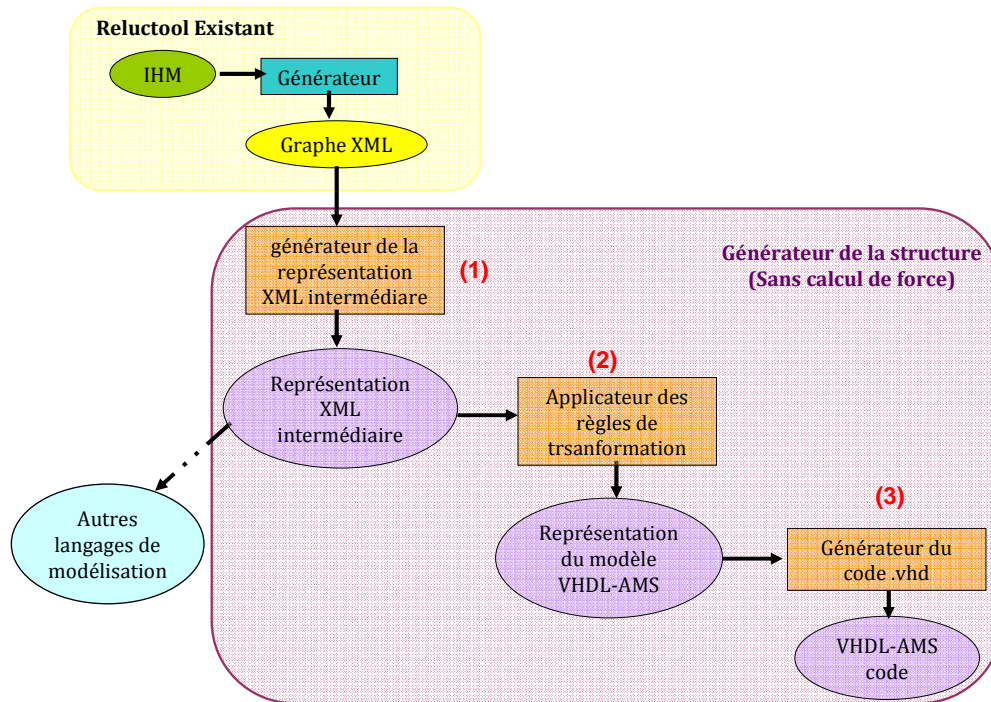 Reluctool Existant
IHM
Générateur
Graphe XML
générateur de la
représentation
XML intermédiare
(1)
Générateur de la structure
(Sans calcul de force)
Représentation
XML
intermédiaire
(2)
Applicateur des
règles de
trsanformation
Autres
langages de
modélisation
Représentation
du modèle
VHDL-AMS
(3)
Générateur du
code .vhd
VHDL-AMS
code